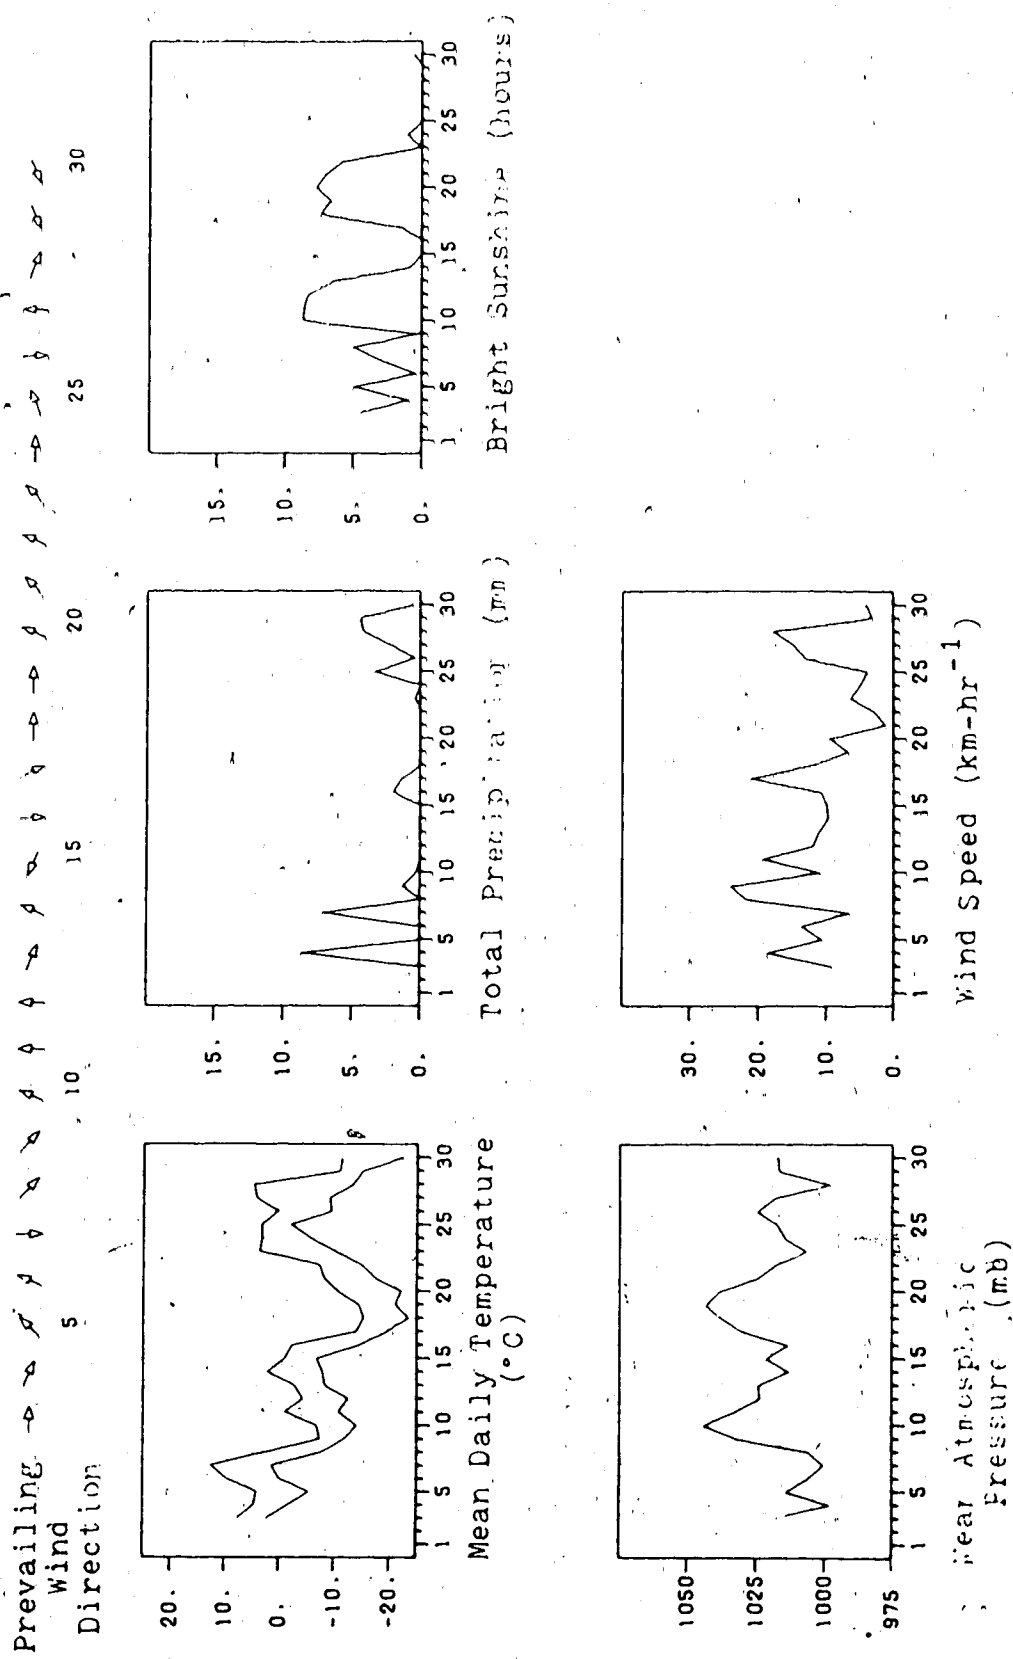 Prevailing
Wind
Direction
5
10
15
20
25
30
20.
10.
0.
-10.
-20.
1 5 10 15 20 25 30
Mean Daily Temperature
(°C)
15.
10.
5.
0.
1 5 10 15 20 25 30
Total (mm)
15.
10.
5.
0.
1 5 10 15 20 25 30
Bright Sunshine (hours)
1050
1025
1000
975
1 5 10 15 20 25 30
Pressure (mb)
30.
20.
10.
0.
1 5 10 15 20 25 30
Wind Speed (km-hr⁻¹)